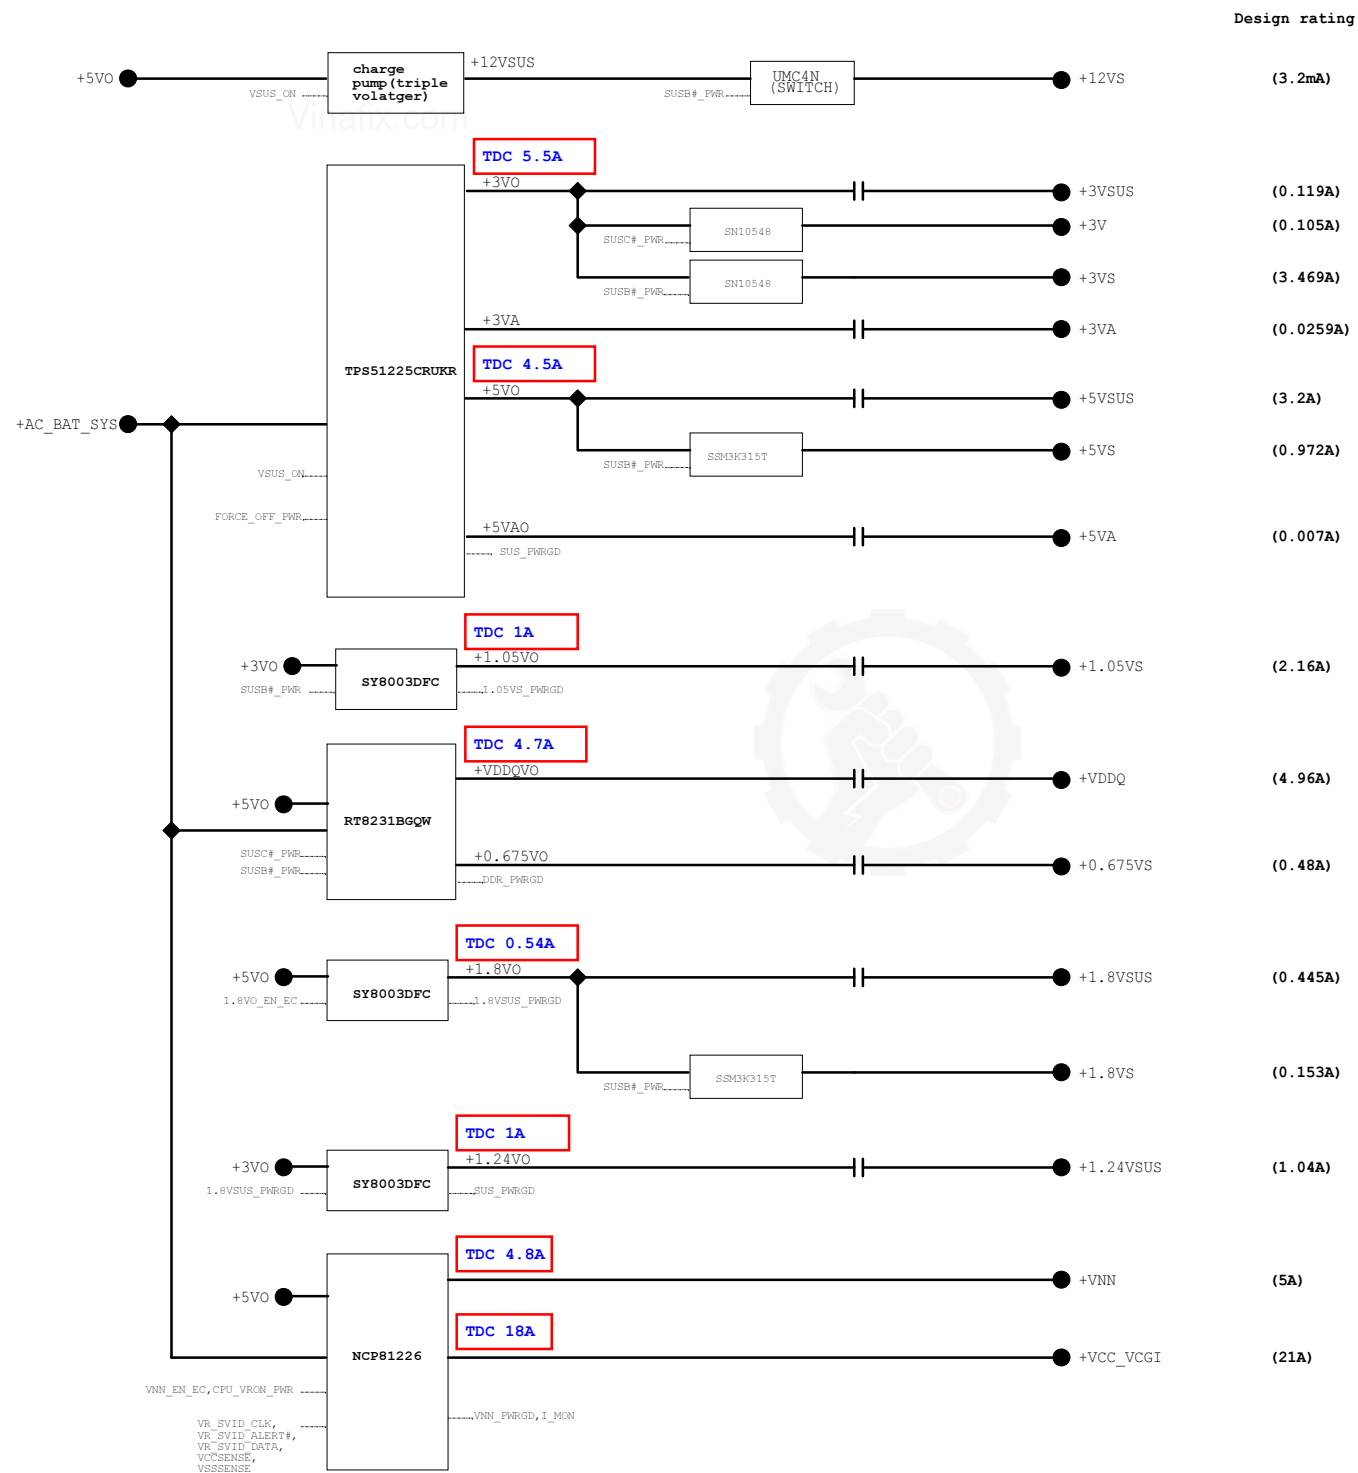 Design rating
+5VO
charge
pump(triple
volatger)
+12VSUS
UMC4N
(SWITCH)
+12VS
(3.2mA)
VSUS_ON
SUSB#_PWR
Vinafix.com
TDC 5.5A
+3VO
+3VSUS
(0.119A)
SUSC#_PWR
SN10548
+3V
(0.105A)
SUSB#_PWR
SN10548
+3VS
(3.469A)
+3VA
+3VA
(0.0259A)
TPS51225CRUKR
TDC 4.5A
+5VO
+5VSUS
(3.2A)
+AC_BAT_SYS
SUSB#_PWR
SSM3K315T
+5VS
(0.972A)
VSUS_ON
FORCE_OFF_PWR
+5VAO
+5VA
(0.007A)
SUS_PWRGD
TDC 1A
+3VO
+1.05VO
+1.05VS
(2.16A)
SUSB#_PWR
SY8003DFC
1.05VS_PWRGD
TDC 4.7A
+VDDQVO
+VDDQ
(4.96A)
+5VO
RT8231BGQW
SUSC#_PWR
SUSB#_PWR
+0.675VO
+0.675VS
(0.48A)
DDR_PWRGD
TDC 0.54A
+5VO
+1.8VO
+1.8VSUS
(0.445A)
1.8VO_EN_EC
SY8003DFC
1.8VSUS_PWRGD
SUSB#_PWR
SSM3K315T
+1.8VS
(0.153A)
TDC 1A
+3VO
+1.24VO
+1.24VSUS
(1.04A)
1.8VSUS_PWRGD
SY8003DFC
SUS_PWRGD
TDC 4.8A
+5VO
+VNN
(5A)
TDC 18A
NCP81226
+VCC_VCGI
(21A)
VNN_EN_EC,CPU_VRON_PWR
VNN_PWRGD,I_MON
VR_SVID_CLK,
VR_SVID_ALERT#,
VR_SVID_DATA,
VCCSENSE,
VSSSENSE